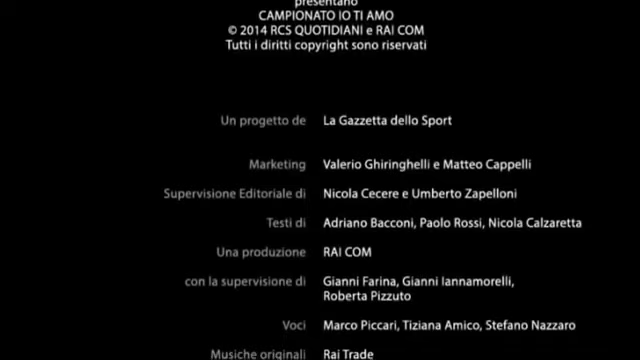 presentano
CAMPIONATO IO TI AMO
© 2014 RCS QUOTIDIANI e RAI COM
Tutti i diritti copyright sono riservati
Un progetto de La Gazzetta dello Sport
Marketing Valerio Ghiringhelli e Matteo Cappelli
Supervisione Editoriale di Nicola Cecere e Umberto Zapelloni
Testi di Adriano Bacconi, Paolo Rossi, Nicola Calzaretta
Una produzione RAI COM
con la supervisione di Gianni Farina, Gianni Iannamorelli,
Roberta Pizzuto
Voci Marco Piccari, Tiziana Amico, Stefano Nazzaro
Musiche originali Rai Trade